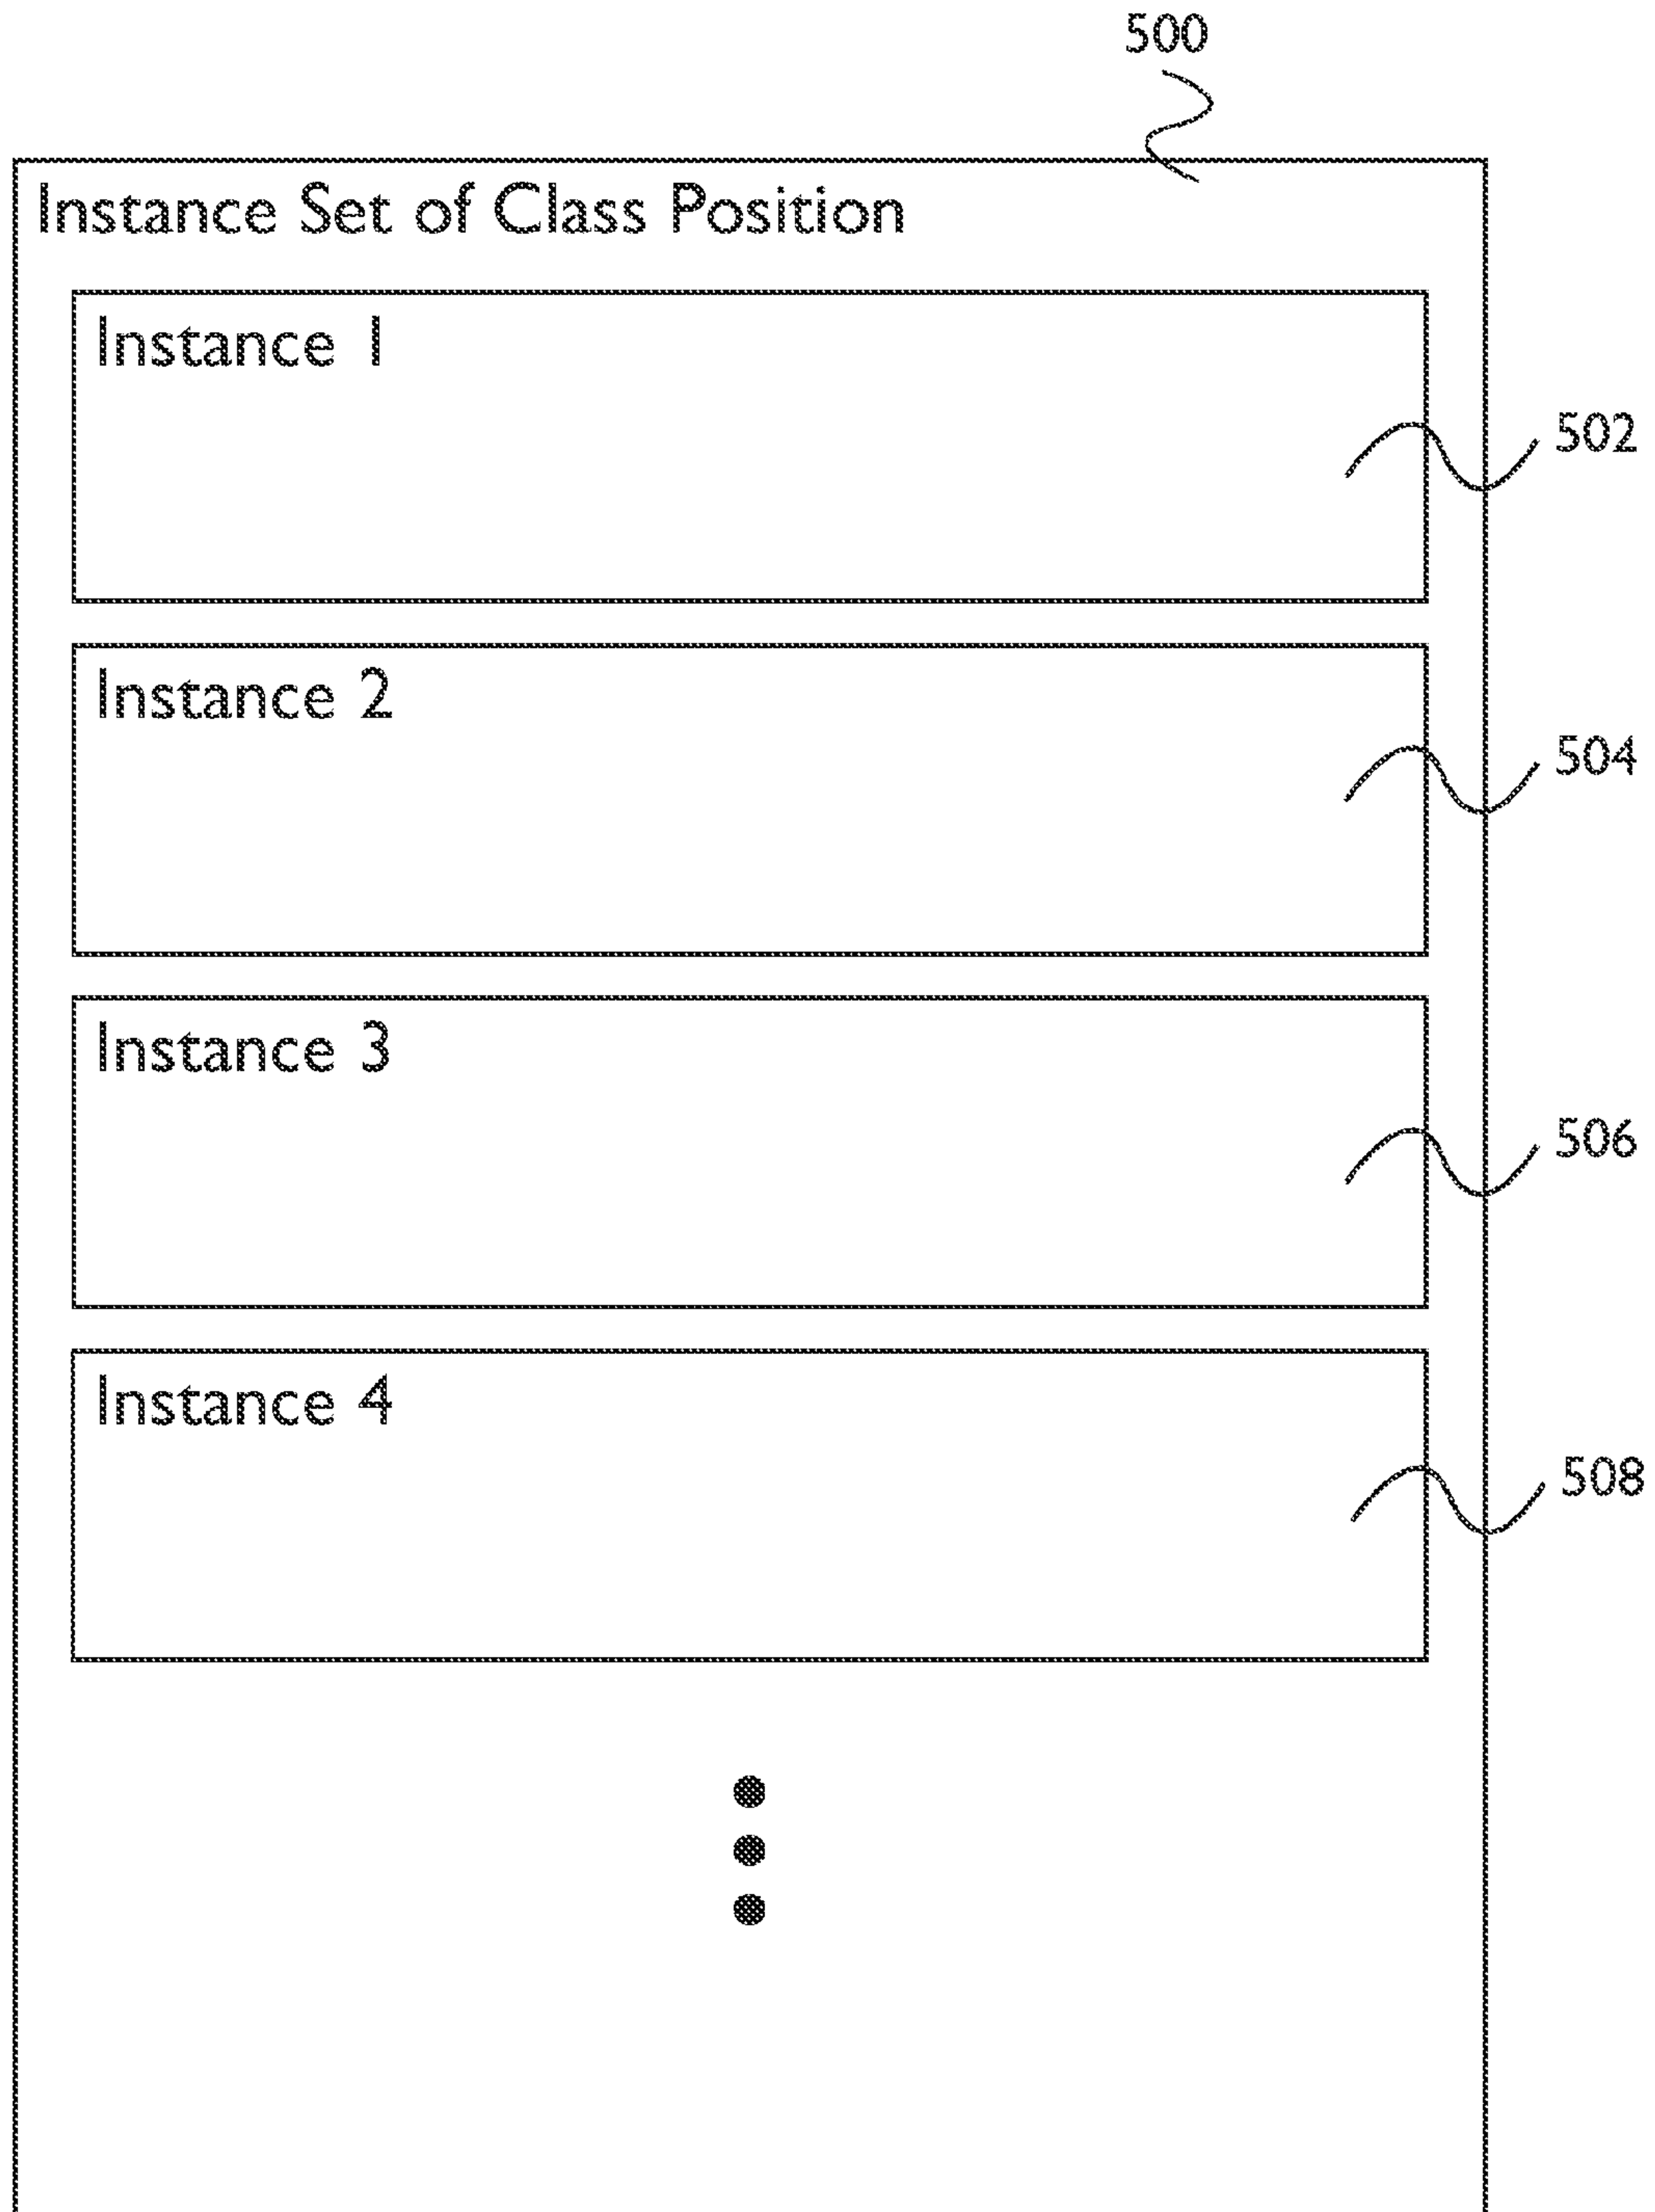 500
Instance Set of Class Position
Instance 1
502
Instance 2
504
Instance 3
506
Instance 4
508